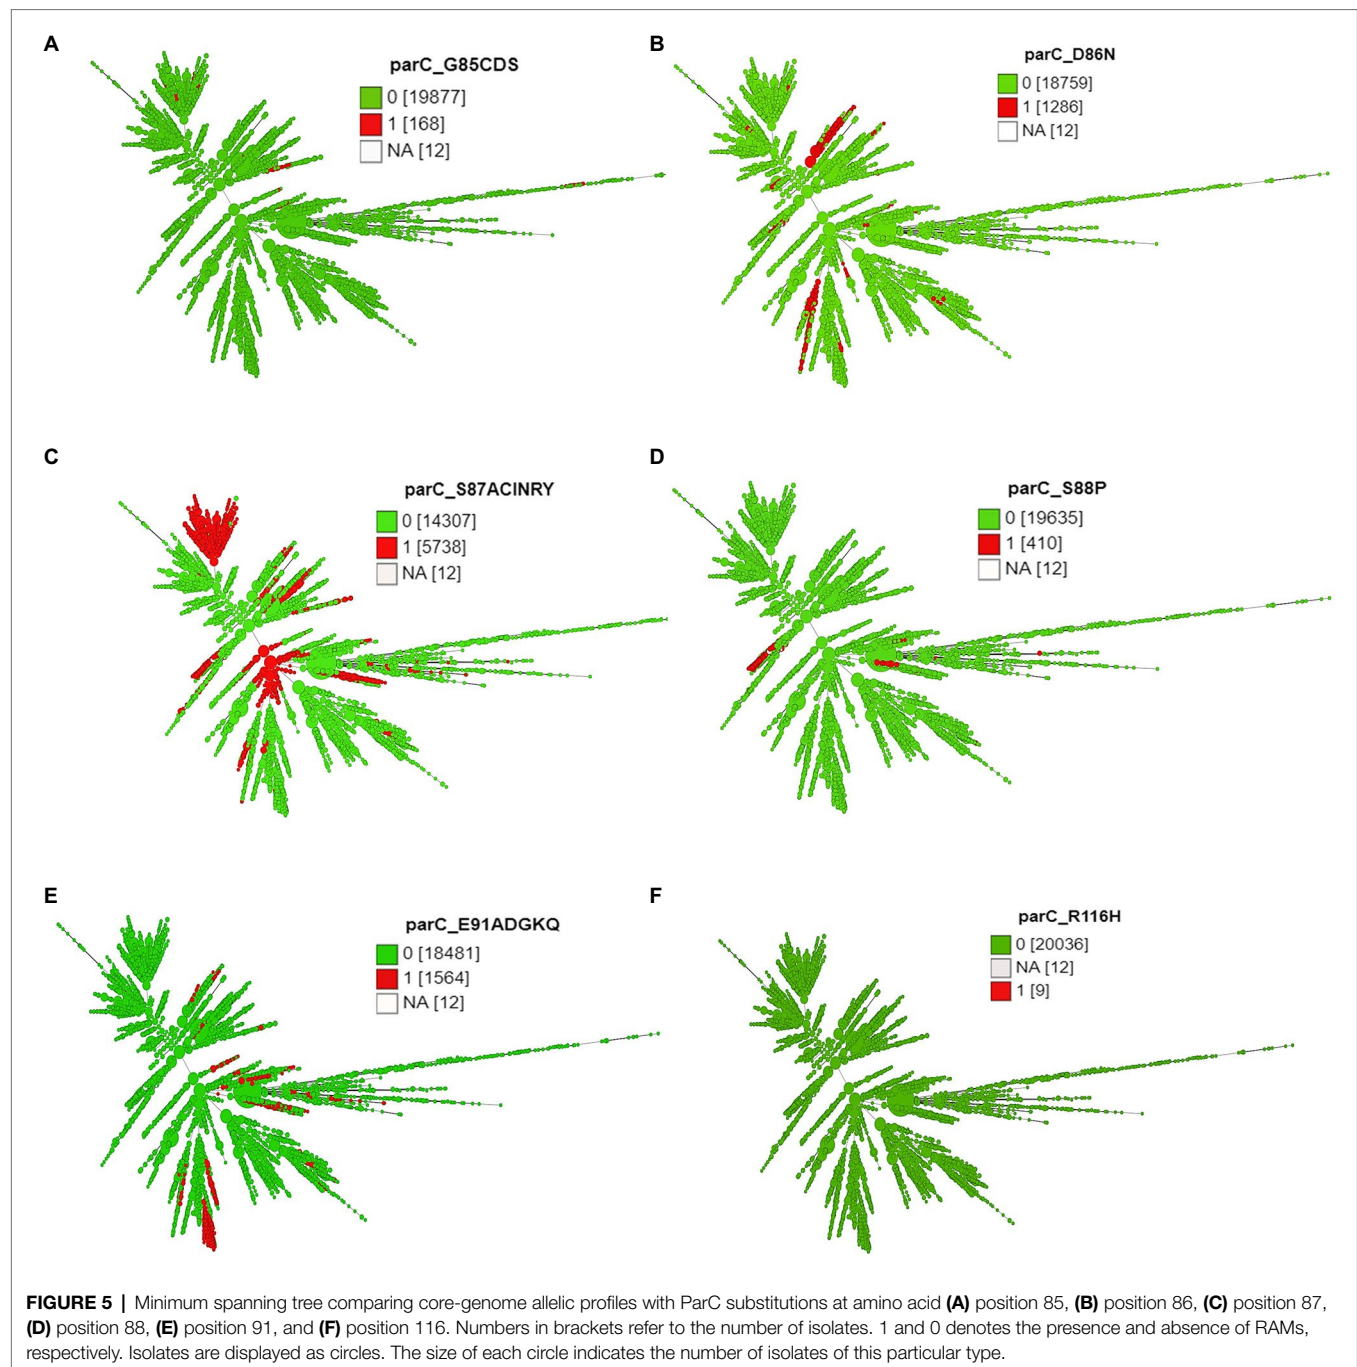 A
parC_G85CDS
0 [19877]
1 [168]
NA [12]
B
parC_D86N
0 [18759]
1 [1286]
NA [12]
C
parC_S87ACINRY
0 [14307]
1 [5738]
NA [12]
D
parC_S88P
0 [19635]
1 [410]
NA [12]
E
parC_E91ADGKQ
0 [18481]
1 [1564]
NA [12]
F
parC_R116H
0 [20036]
NA [12]
1 [9]
FIGURE 5 | Minimum spanning tree comparing core-genome allelic profiles with ParC substitutions at amino acid (A) position 85, (B) position 86, (C) position 87,
(D) position 88, (E) position 91, and (F) position 116. Numbers in brackets refer to the number of isolates. 1 and 0 denotes the presence and absence of RAMs,
respectively. Isolates are displayed as circles. The size of each circle indicates the number of isolates of this particular type.